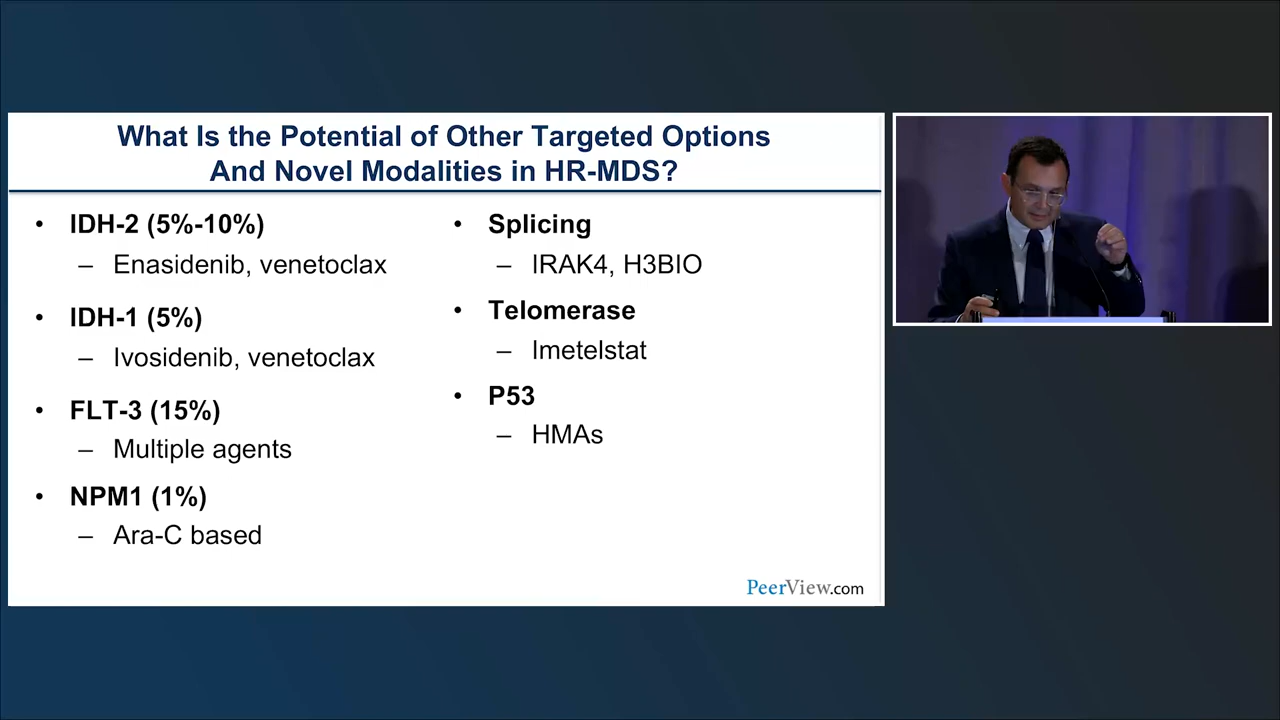 What Is the Potential of Other Targeted Options
And Novel Modalities in HR-MDS?
• IDH-2 (5%-10%)
– Enasidenib, venetoclax
• IDH-1 (5%)
– Ivosidenib, venetoclax
• FLT-3 (15%)
– Multiple agents
• NPM1 (1%)
– Ara-C based
• Splicing
– IRAK4, H3BIO
• Telomerase
– Imetelstat
• P53
– HMAs
PeerView.com